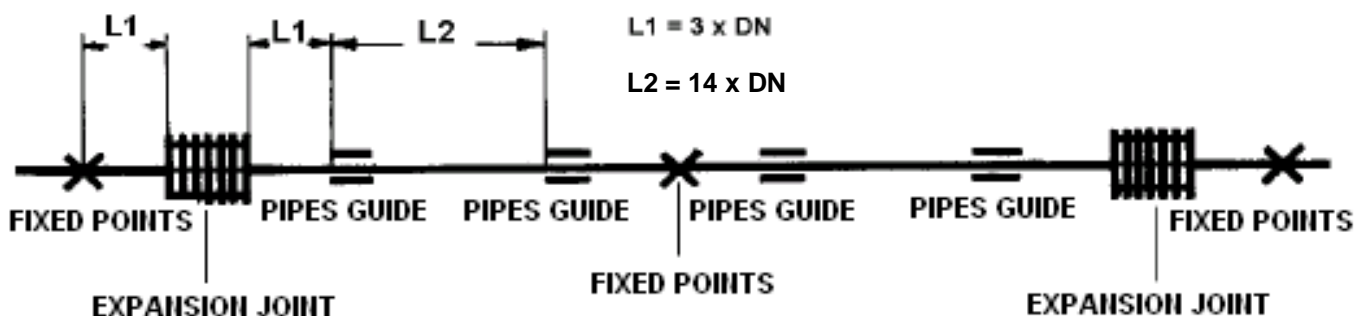 L1 L1 L2 L1 = 3 x DN
L2 = 14 x DN
FIXED POINTS PIPES GUIDE PIPES GUIDE PIPES GUIDE PIPES GUIDE FIXED POINTS
FIXED POINTS
EXPANSION JOINT EXPANSION JOINT